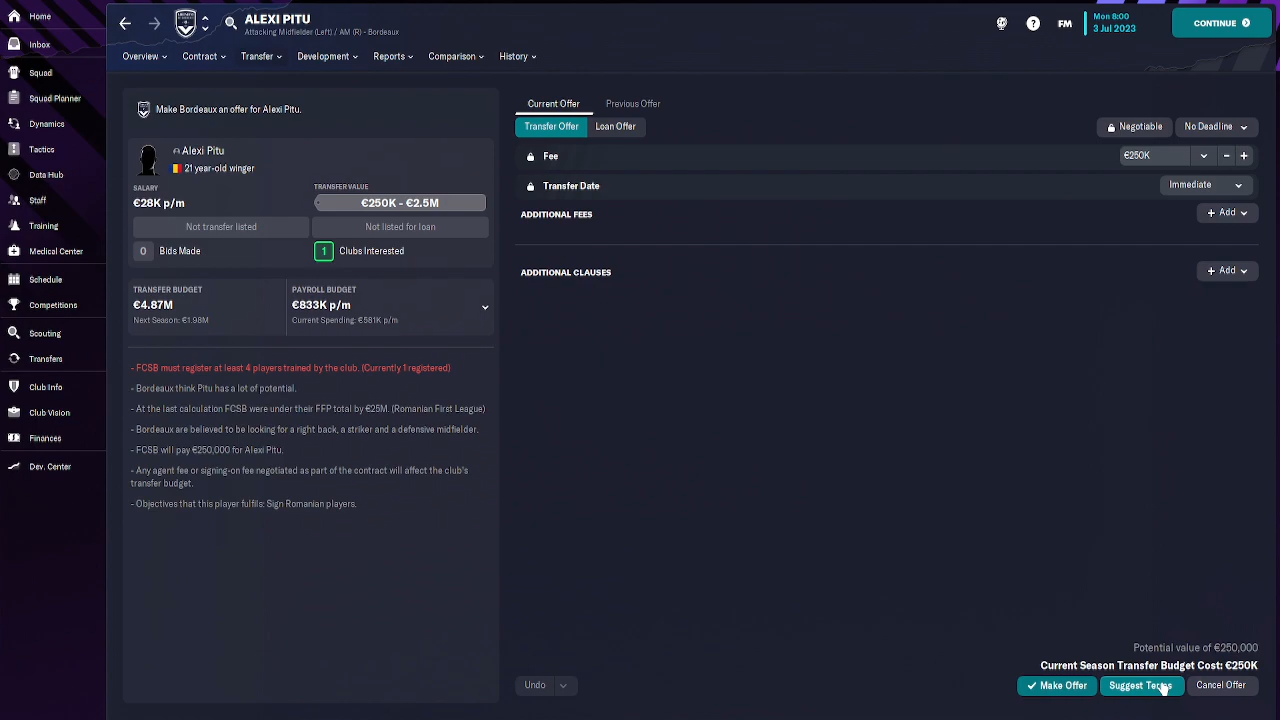 Home
Inbox
Squad
Squad Planner
Dynamics
Tactics
Data Hub
Staff
Training
Medical Center
Schedule
Competitions
Scouting
Transfers
Club Info
Club Vision
Finances
Dev. Center
ALEXI PITU
Attacking Midfielder (Left) / AM (R) - Bordeaux
FM
Mon 8:00
3 Jul 2023
CONTINUE
Overview
Contract
Transfer
Development
Reports
Comparison
History
Make Bordeaux an offer for Alexi Pitu.
Alexi Pitu
21 year-old winger
SALARY
€28K p/m
TRANSFER VALUE
€250K - €2.5M
Not transfer listed
Not listed for loan
0 Bids Made
1 Clubs Interested
TRANSFER BUDGET
€4.87M
Next Season: €1.98M
PAYROLL BUDGET
€833K p/m
Current Spending: €581K p/m
- FCSB must register at least 4 players trained by the club. (Currently 1 registered)
- Bordeaux think Pitu has a lot of potential.
- At the last calculation FCSB were under their FFP total by €25M. (Romanian First League)
- Bordeaux are believed to be looking for a right back, a striker and a defensive midfielder.
- FCSB will pay €250,000 for Alexi Pitu.
- Any agent fee or signing-on fee negotiated as part of the contract will affect the club's
transfer budget.
- Objectives that this player fulfils: Sign Romanian players.
Current Offer
Previous Offer
Transfer Offer
Loan Offer
Negotiable
No Deadline
Fee
€250K
- +
Transfer Date
Immediate
ADDITIONAL FEES
+ Add
ADDITIONAL CLAUSES
+ Add
Potential value of €250,000
Current Season Transfer Budget Cost: €250K
Undo
Make Offer
Suggest Terms
Cancel Offer